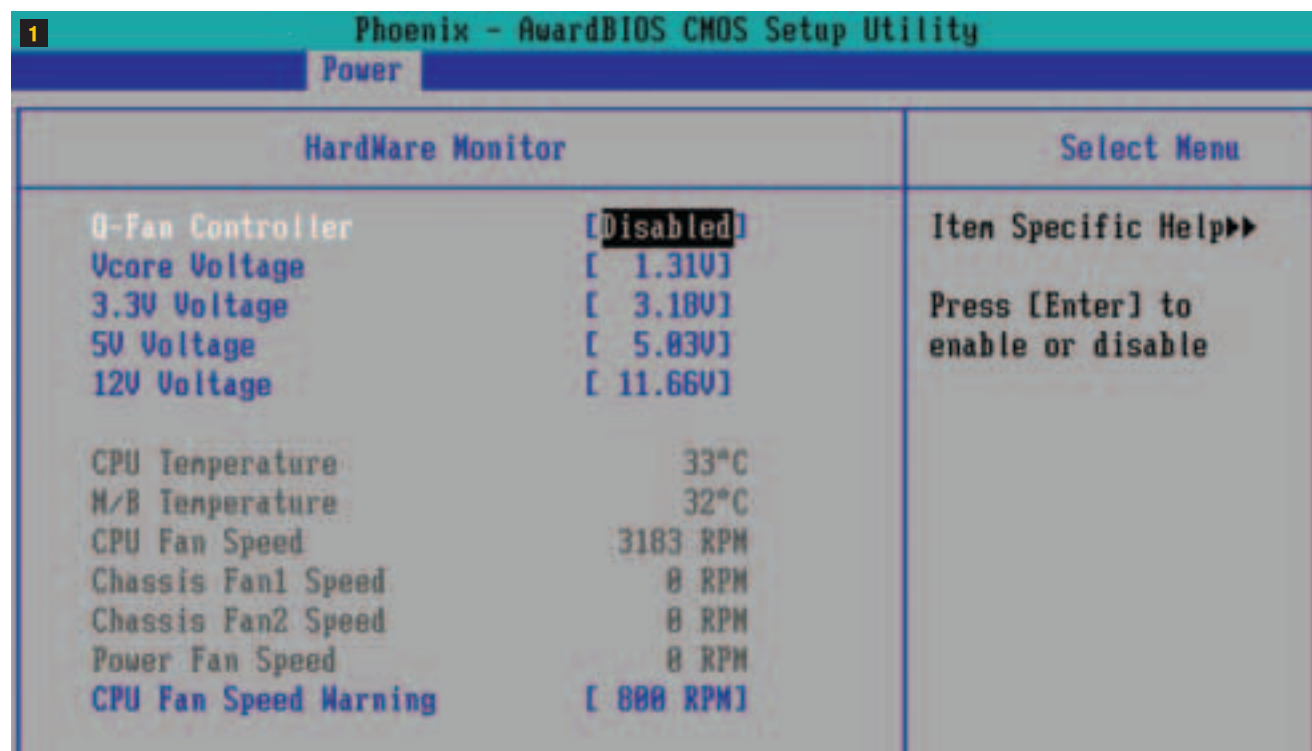 1
Phoenix - AwardBIOS CMOS Setup Utility
Power
HardWare Monitor
Select Menu
Q-Fan Controller [Disabled]
Item Specific Help▶▶
Vcore Voltage [ 1.31V]
3.3V Voltage [ 3.18V]
Press [Enter] to
5V Voltage [ 5.03V]
enable or disable
12V Voltage [ 11.66V]
CPU Temperature 33°C
M/B Temperature 32°C
CPU Fan Speed 3183 RPM
Chassis Fan1 Speed 0 RPM
Chassis Fan2 Speed 0 RPM
Power Fan Speed 0 RPM
CPU Fan Speed Warning [ 800 RPM]